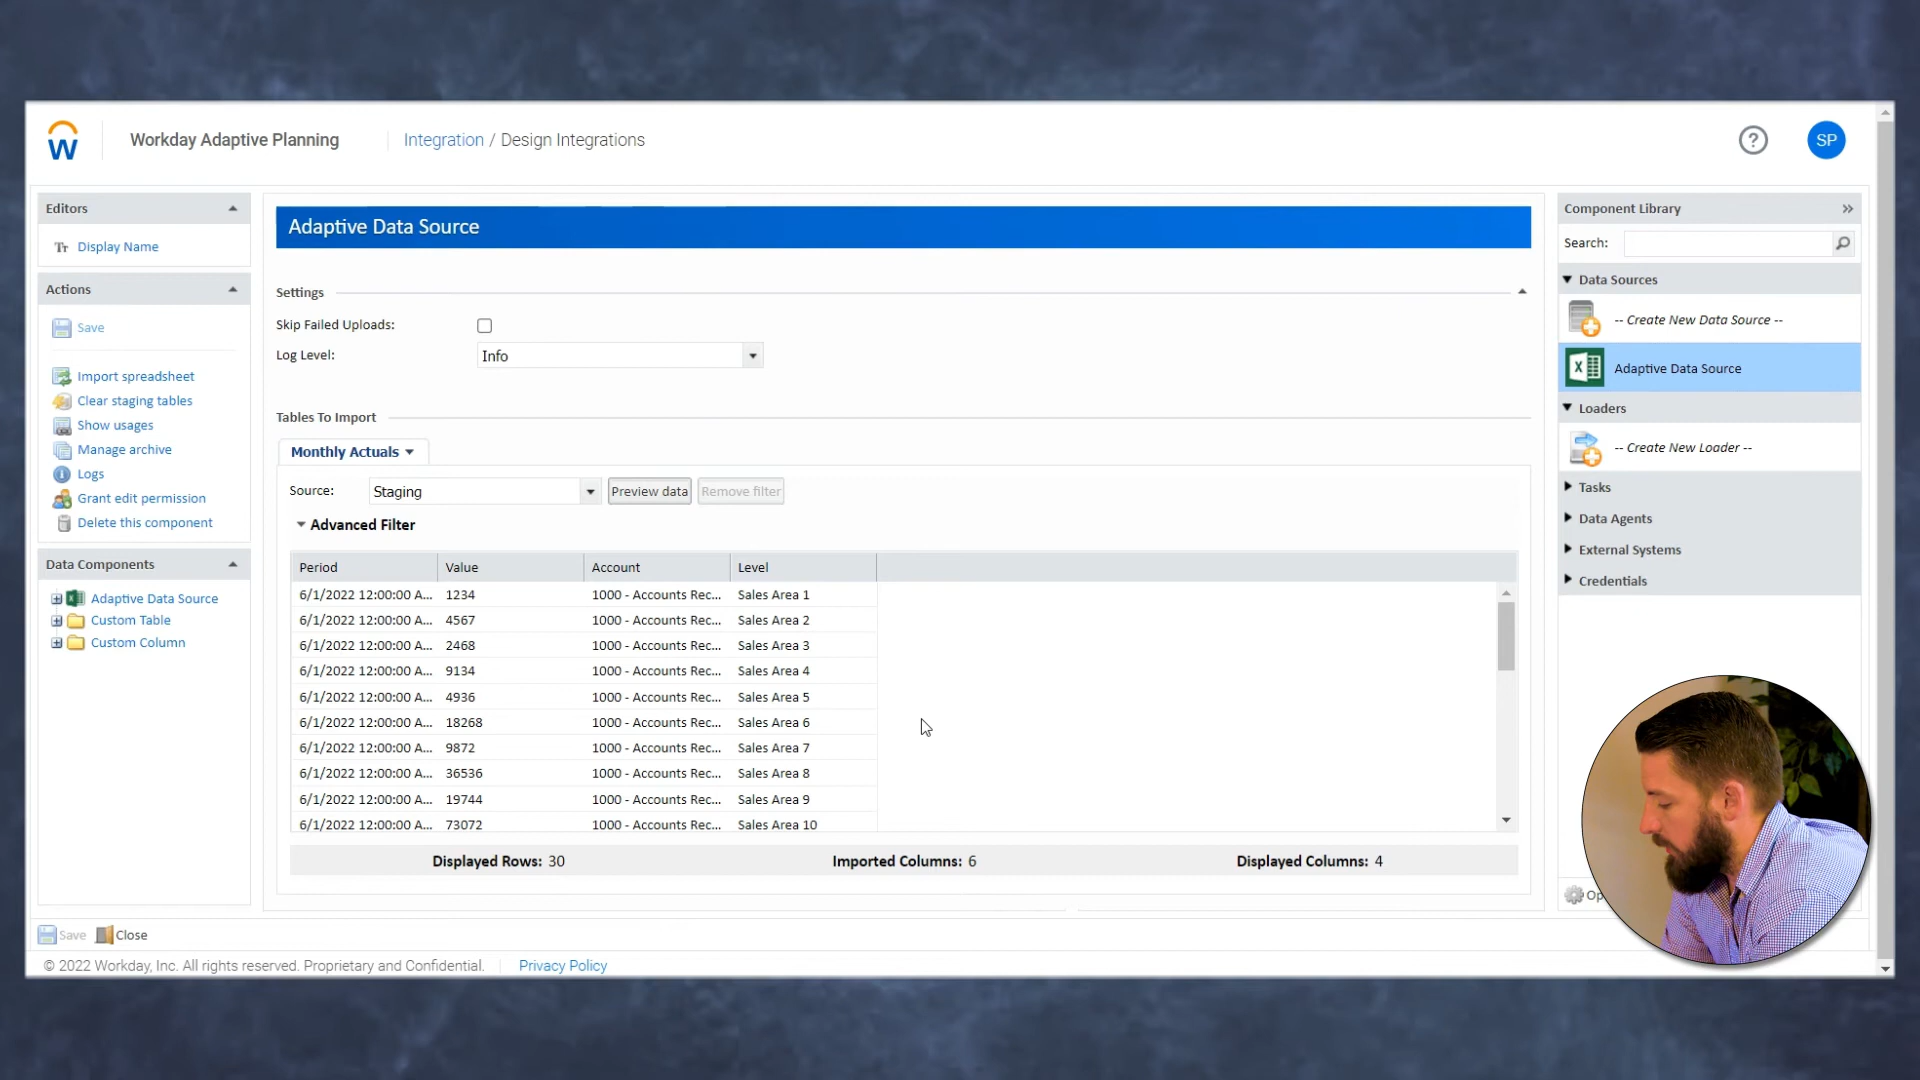 Workday Adaptive Planning
Integration / Design Integrations
?
SP
Editors
Tr Display Name
Actions
Save
Import spreadsheet
Clear staging tables
Show usages
Manage archive
Logs
Grant edit permission
Delete this component
Data Components
Adaptive Data Source
Custom Table
Custom Column
Adaptive Data Source
Settings
Skip Failed Uploads:
Log Level: Info
Tables To Import
Monthly Actuals
Source: Staging Preview data Remove filter
Advanced Filter
Period Value Account Level
6/1/2022 12:00:00 A... 1234 1000 - Accounts Rec... Sales Area 1
6/1/2022 12:00:00 A... 4567 1000 - Accounts Rec... Sales Area 2
6/1/2022 12:00:00 A... 2468 1000 - Accounts Rec... Sales Area 3
6/1/2022 12:00:00 A... 9134 1000 - Accounts Rec... Sales Area 4
6/1/2022 12:00:00 A... 4936 1000 - Accounts Rec... Sales Area 5
6/1/2022 12:00:00 A... 18268 1000 - Accounts Rec... Sales Area 6
6/1/2022 12:00:00 A... 9872 1000 - Accounts Rec... Sales Area 7
6/1/2022 12:00:00 A... 36536 1000 - Accounts Rec... Sales Area 8
6/1/2022 12:00:00 A... 19744 1000 - Accounts Rec... Sales Area 9
6/1/2022 12:00:00 A... 73072 1000 - Accounts Rec... Sales Area 10
Displayed Rows: 30 Imported Columns: 6 Displayed Columns: 4
Component Library
Search:
Data Sources
-- Create New Data Source --
Adaptive Data Source
Loaders
-- Create New Loader --
Tasks
Data Agents
External Systems
Credentials
Save Close
© 2022 Workday, Inc. All rights reserved. Proprietary and Confidential. Privacy Policy